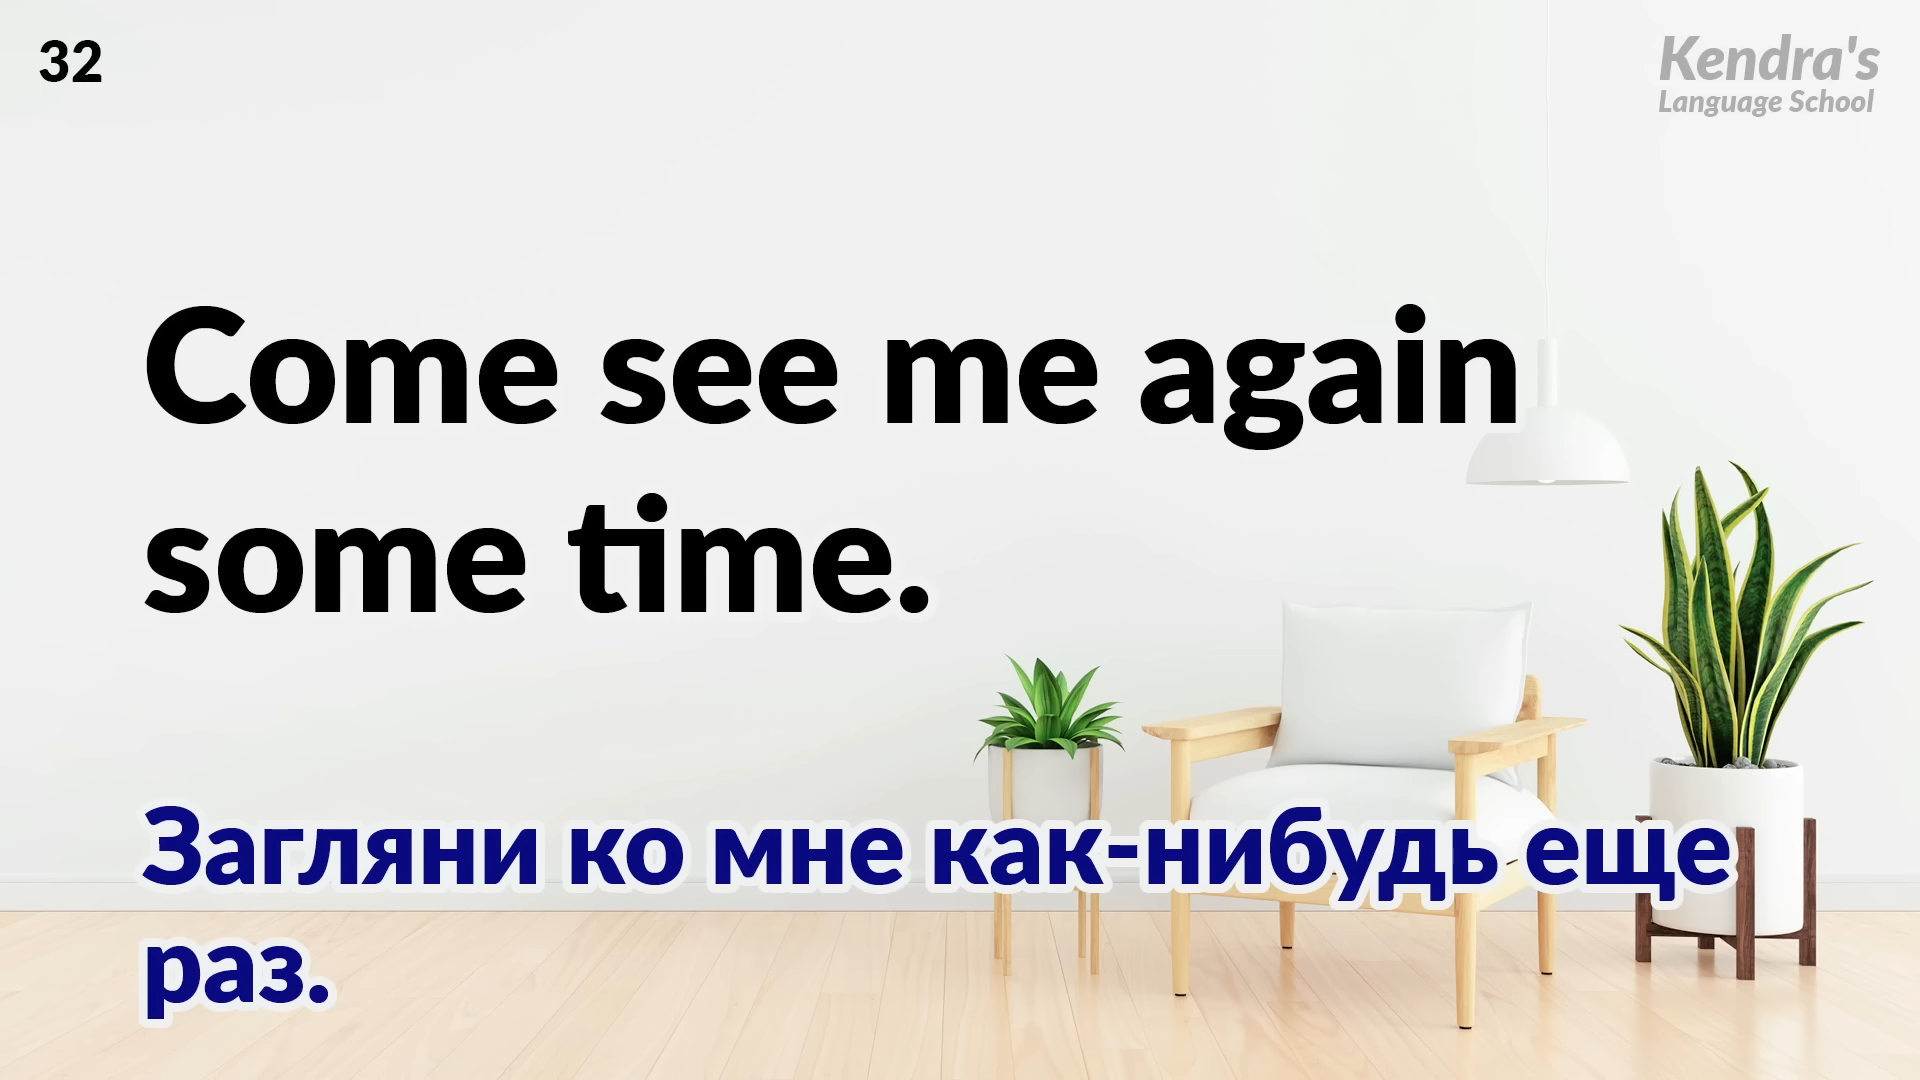 32
Kendra's
Language School
Come see me again
some time.
Загляни ко мне как-нибудь еще
раз.